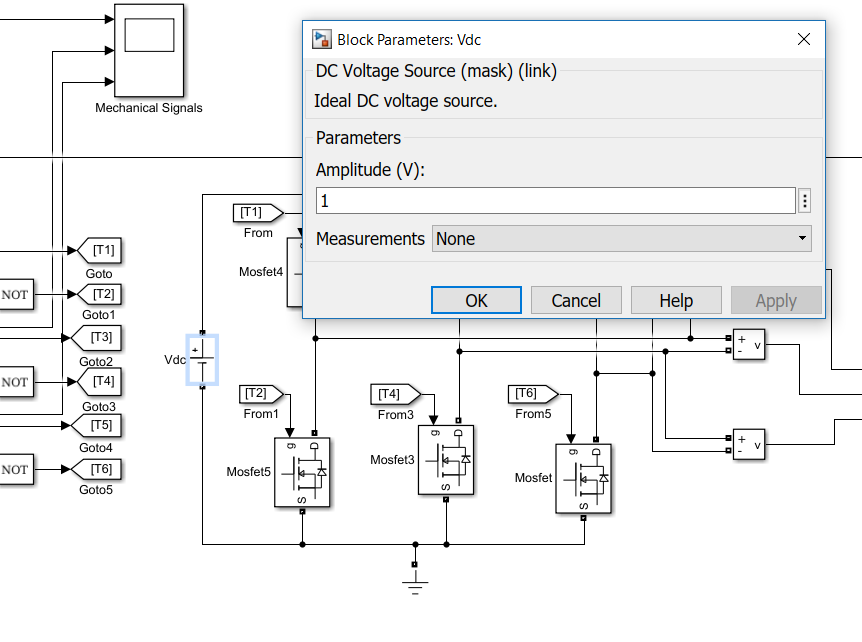 Mechanical Signals
Block Parameters: Vdc
DC Voltage Source (mask) (link)
Ideal DC voltage source.
Parameters
Amplitude (V):
1
Measurements None
OK Cancel Help Apply
[T1]
From
Mosfet4
[T1]
Goto
NOT
[T2]
Goto1
[T3]
Goto2
NOT
[T4]
Goto3
[T5]
Goto4
NOT
[T6]
Goto5
Vdc
+
[T2]
From1
[T4]
From3
[T6]
From5
g D
Mosfet5
S
g D
Mosfet3
S
g D
Mosfet
S
+
- v
+
- v